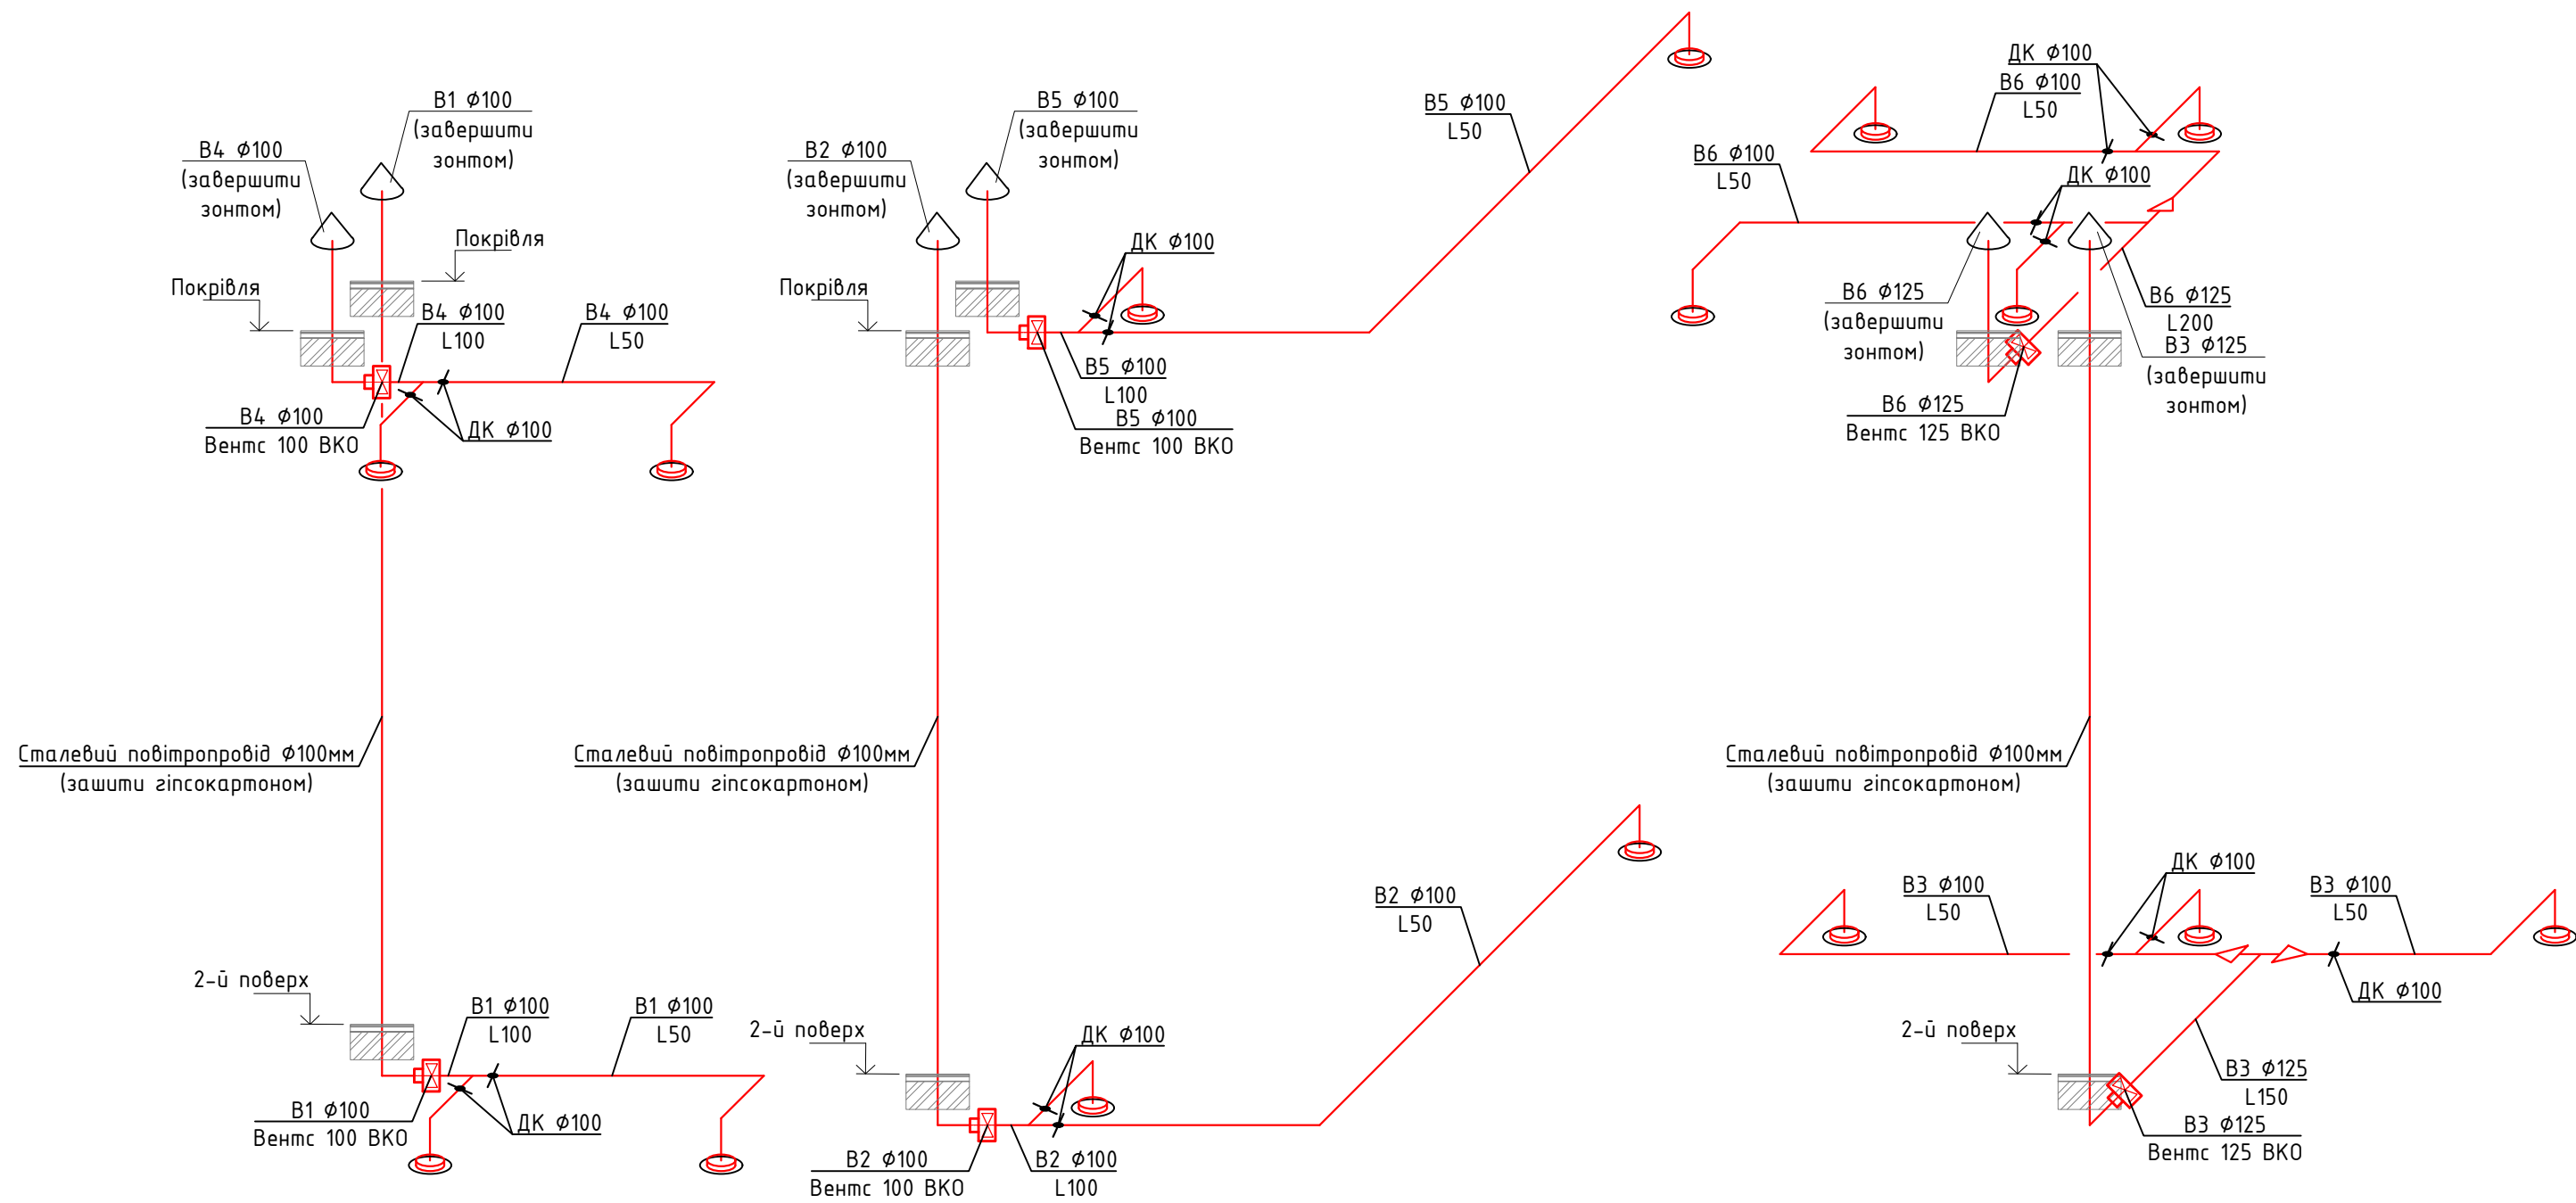 В1 Ф100
(завершити
зонтом)
В4 Ф100
(завершити
зонтом)
Покрівля
Покрівля
В4 Ф100
L100
В4 Ф100
L50
В4 Ф100
Вентс 100 ВКО
ДК Ф100
Сталевий повітропровід Ф100мм
(зашити гіпсокартоном)
2-й поверх
В1 Ф100
L100
В1 Ф100
L50
В1 Ф100
Вентс 100 ВКО
ДК Ф100
В5 Ф100
(завершити
зонтом)
В2 Ф100
(завершити
зонтом)
Покрівля
ДК Ф100
В5 Ф100
L50
В5 Ф100
L100
В5 Ф100
Вентс 100 ВКО
Сталевий повітропровід Ф100мм
(зашити гіпсокартоном)
В2 Ф100
L50
2-й поверх
ДК Ф100
В2 Ф100
Вентс 100 ВКО
В2 Ф100
L100
ДК Ф100
В6 Ф100
L50
В6 Ф100
L50
ДК Ф100
В6 Ф125
(завершити
зонтом)
В6 Ф125
L200
В3 Ф125
(завершити
зонтом)
В6 Ф125
Вентс 125 ВКО
Сталевий повітропровід Ф100мм
(зашити гіпсокартоном)
ДК Ф100
В3 Ф100
L50
В3 Ф100
L50
ДК Ф100
2-й поверх
В3 Ф125
L150
В3 Ф125
Вентс 125 ВКО